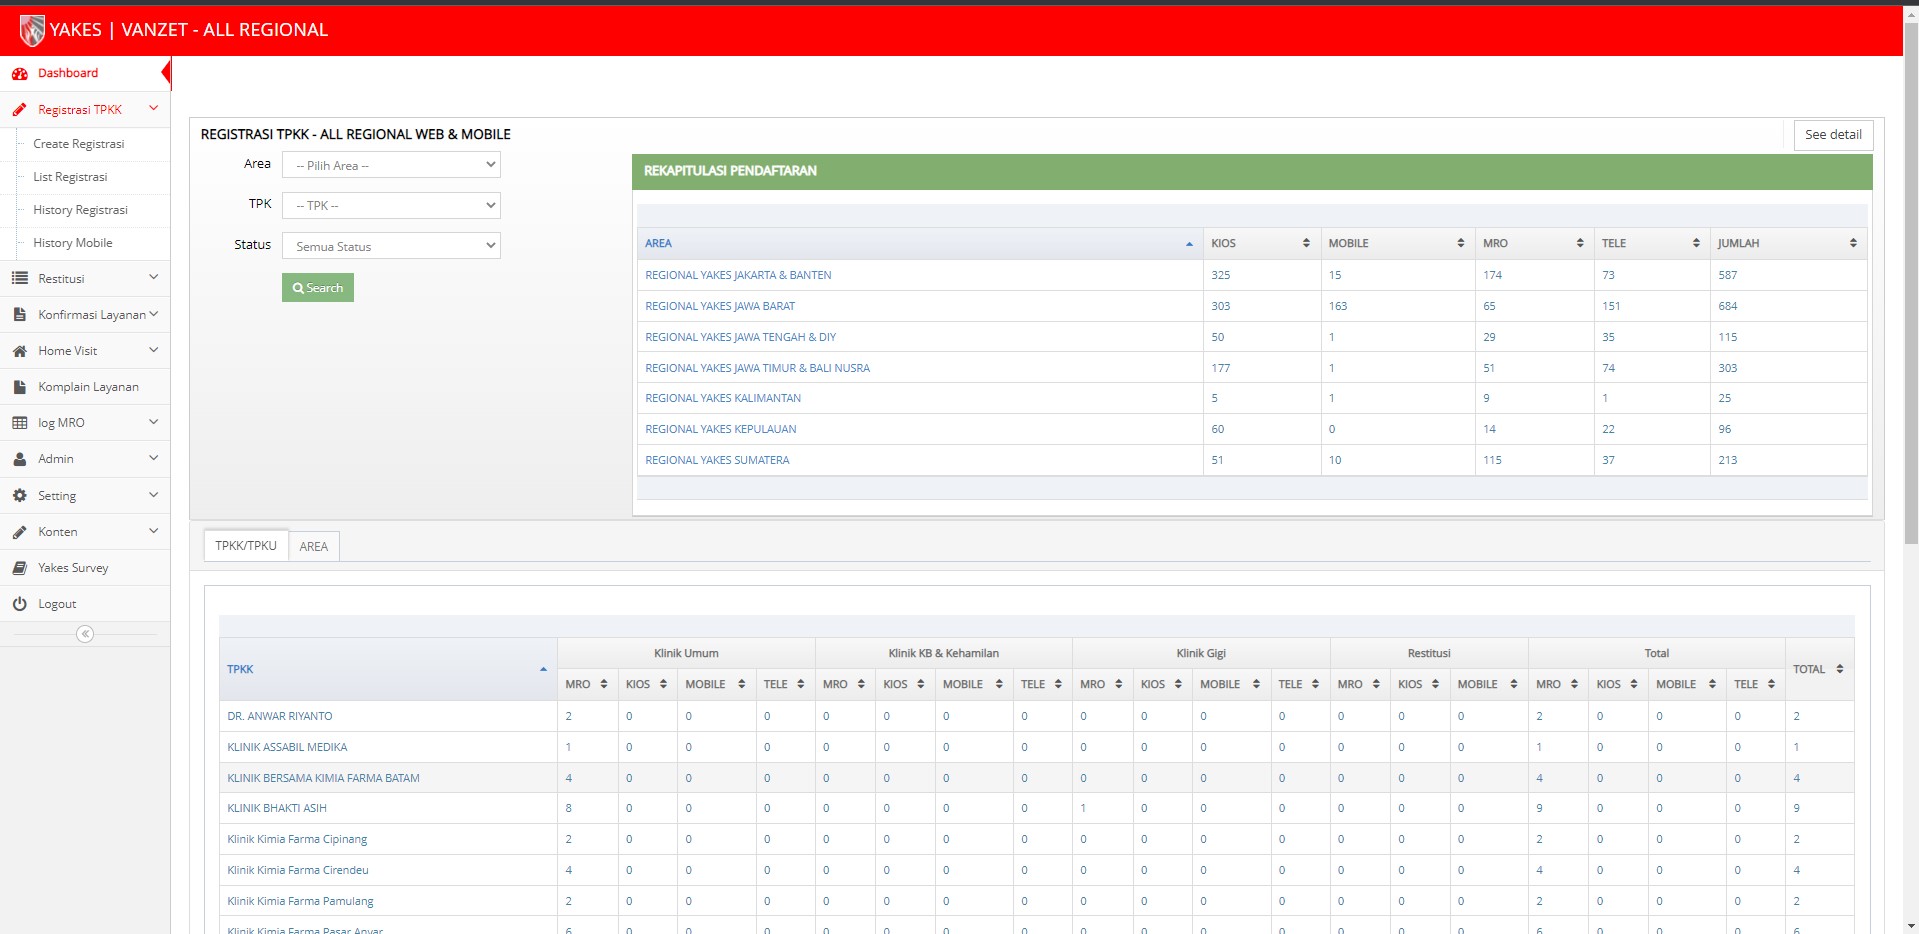 YAKES | VANZET - ALL REGIONAL
Dashboard
Registrasi TPKK
Create Registrasi
List Registrasi
History Registrasi
History Mobile
Restitusi
Konfirmasi Layanan
Home Visit
Komplain Layanan
log MRO
Admin
Setting
Konten
Yakes Survey
Logout
REGISTRASI TPKK - ALL REGIONAL WEB & MOBILE
See detail
Area -- Pilih Area --
TPK -- TPK --
Status Semua Status
Search
REKAPITULASI PENDAFTARAN
AREA KIOS MOBILE MRO TELE JUMLAH
REGIONAL YAKES JAKARTA & BANTEN 325 15 174 73 587
REGIONAL YAKES JAWA BARAT 303 163 65 151 684
REGIONAL YAKES JAWA TENGAH & DIY 50 1 29 35 115
REGIONAL YAKES JAWA TIMUR & BALI NUSRA 177 1 51 74 303
REGIONAL YAKES KALIMANTAN 5 1 9 1 25
REGIONAL YAKES KEPULAUAN 60 0 14 22 96
REGIONAL YAKES SUMATERA 51 10 115 37 213
TPKK/TPKU AREA
TPKK Klinik Umum Klinik KB & Kehamilan Klinik Gigi Restitusi Total TOTAL
MRO KIOS MOBILE TELE MRO KIOS MOBILE TELE MRO KIOS MOBILE TELE MRO KIOS MOBILE MRO KIOS MOBILE TELE
DR. ANWAR RIYANTO 2 0 0 0 0 0 0 0 0 0 0 0 0 0 0 2 0 0 0 2
KLINIK ASSABIL MEDIKA 1 0 0 0 0 0 0 0 0 0 0 0 0 0 0 1 0 0 0 1
KLINIK BERSAMA KIMIA FARMA BATAM 4 0 0 0 0 0 0 0 0 0 0 0 0 0 0 4 0 0 0 4
KLINIK BHAKTI ASIH 8 0 0 0 0 0 0 0 1 0 0 0 0 0 0 9 0 0 0 9
Klinik Kimia Farma Cipinang 2 0 0 0 0 0 0 0 0 0 0 0 0 0 0 2 0 0 0 2
Klinik Kimia Farma Cirendeu 4 0 0 0 0 0 0 0 0 0 0 0 0 0 0 4 0 0 0 4
Klinik Kimia Farma Pamulang 2 0 0 0 0 0 0 0 0 0 0 0 0 0 0 2 0 0 0 2
Klinik Kimia Farma Pasar Anyar 6 0 0 0 0 0 0 0 0 0 0 0 0 0 0 6 0 0 0 6